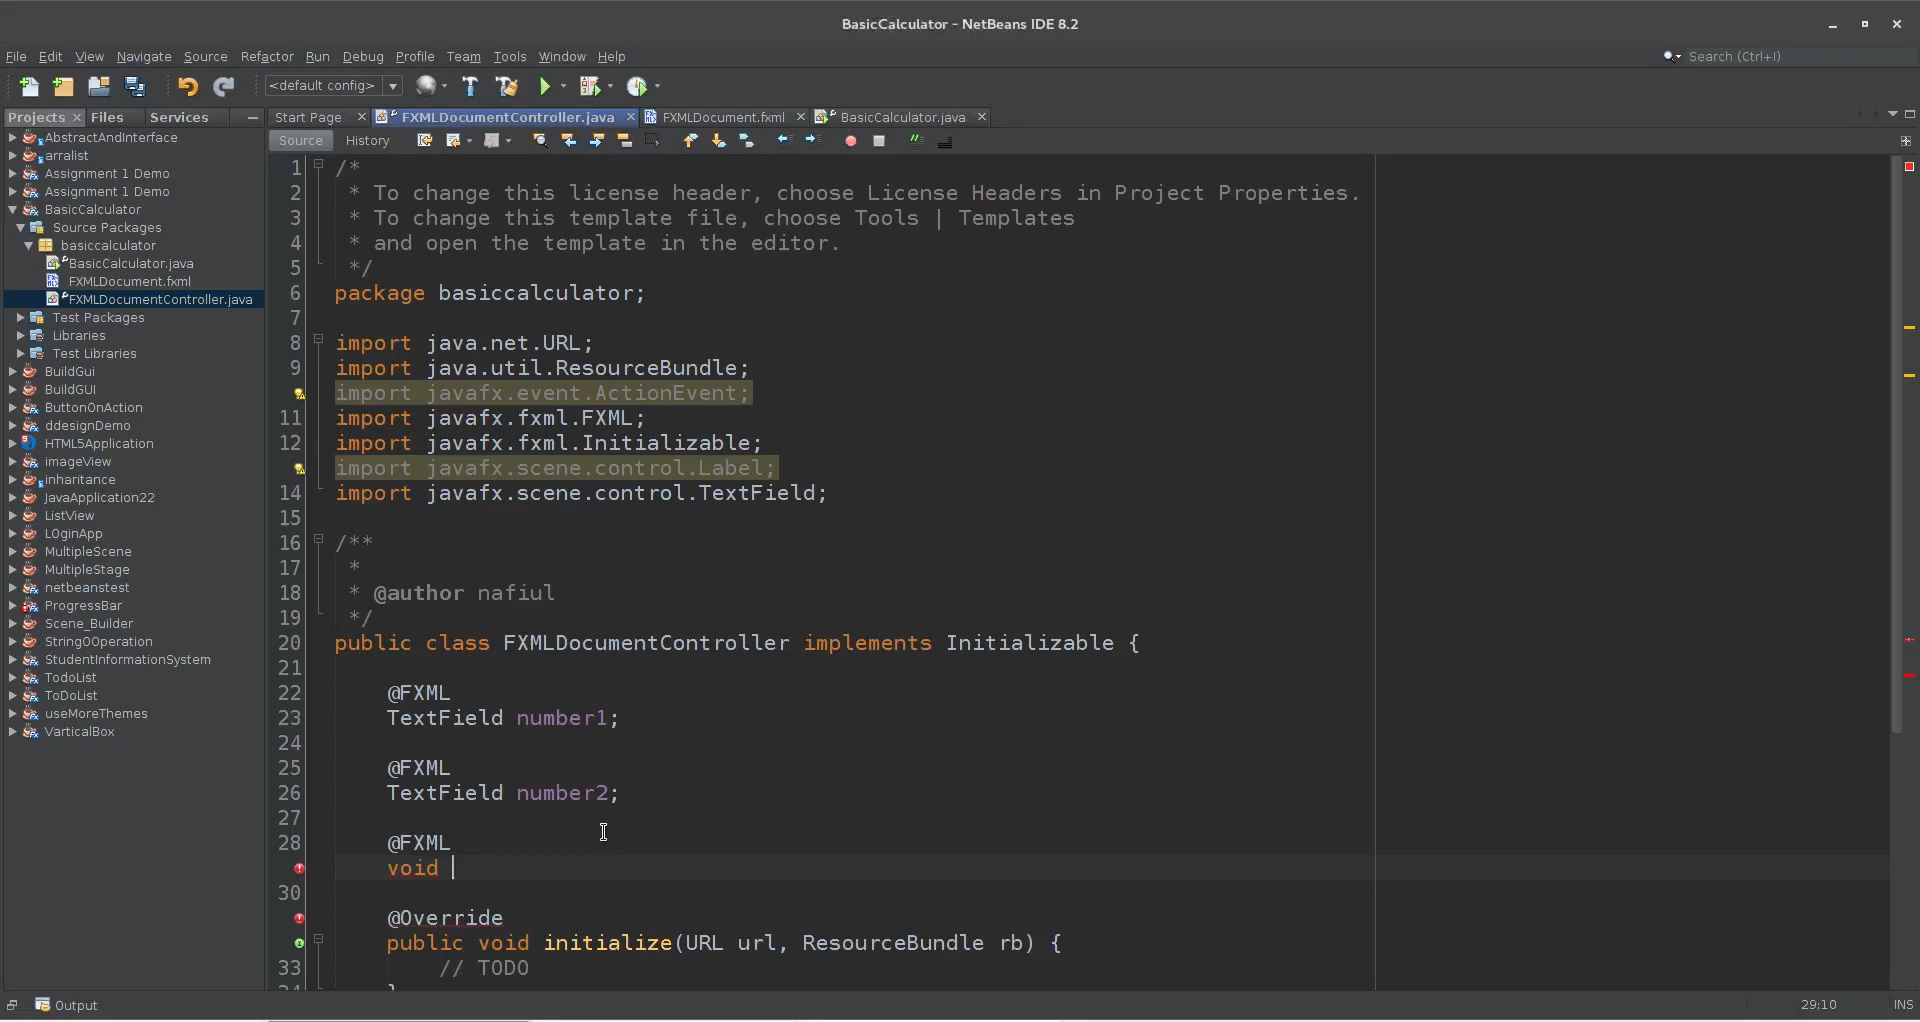 BasicCalculator - NetBeans IDE 8.2
File Edit View Navigate Source Refactor Run Debug Profile Team Tools Window Help
Search (Ctrl+I)
<default config>
Projects Files Services
Start Page FXMLDocumentController.java FXMLDocument.fxml BasicCalculator.java
Source History
AbstractAndInterface
arralist
Assignment 1 Demo
Assignment 1 Demo
BasicCalculator
Source Packages
basiccalculator
BasicCalculator.java
FXMLDocument.fxml
FXMLDocumentController.java
Test Packages
Libraries
Test Libraries
BuildGui
BuildGUI
ButtonOnAction
ddesignDemo
HTML5Application
imageView
inharitance
JavaApplication22
ListView
LOginApp
MultipleScene
MultipleStage
netbeanstest
ProgressBar
Scene_Builder
StringOOperation
StudentInformationSystem
TodoList
ToDoList
useMoreThemes
VarticalBox
1 /*
2 * To change this license header, choose License Headers in Project Properties.
3 * To change this template file, choose Tools | Templates
4 * and open the template in the editor.
5 */
6 package basiccalculator;
7
8 import java.net.URL;
9 import java.util.ResourceBundle;
import javafx.event.ActionEvent;
11 import javafx.fxml.FXML;
12 import javafx.fxml.Initializable;
import javafx.scene.control.Label;
14 import javafx.scene.control.TextField;
15
16 /**
17 *
18 * @author nafiul
19 */
20 public class FXMLDocumentController implements Initializable {
21
22 @FXML
23 TextField number1;
24
25 @FXML
26 TextField number2;
27
28 @FXML
void
30
@Override
public void initialize(URL url, ResourceBundle rb) {
33 // TODO
34 }
Output
29:10 INS